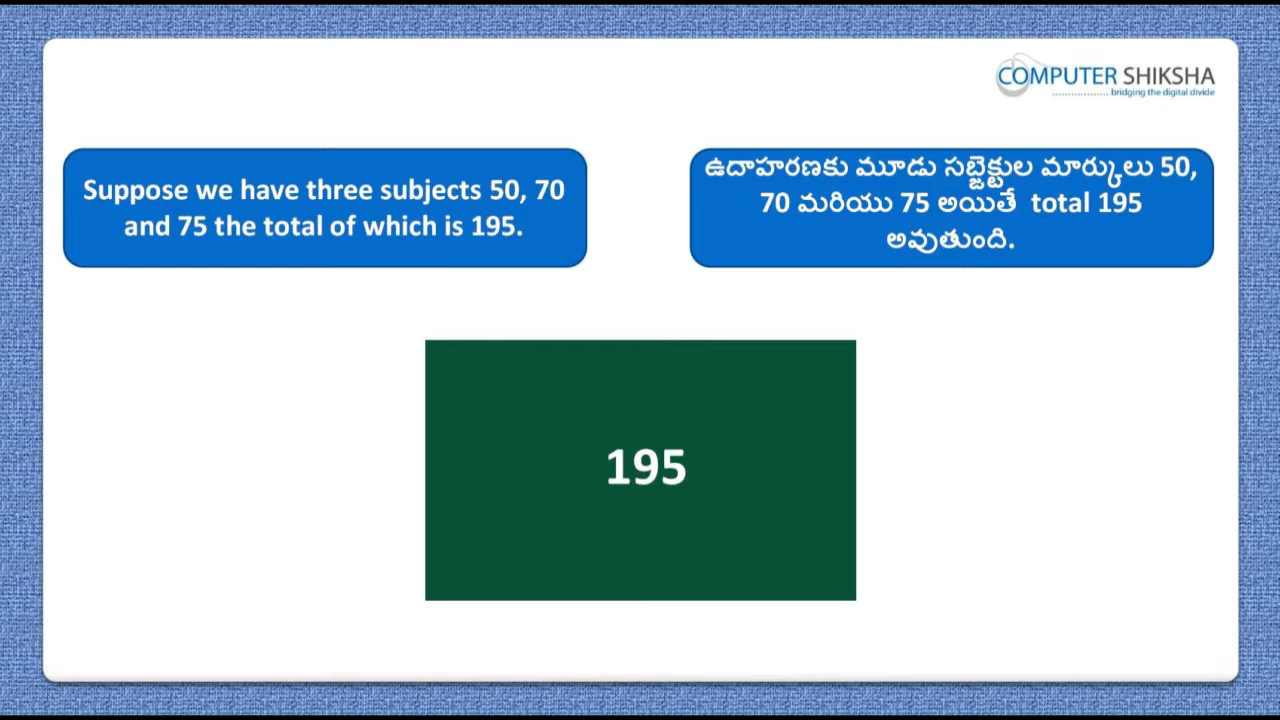 COMPUTER SHIKSHA
.................. bridging the digital divide
Suppose we have three subjects 50, 70
and 75 the total of which is 195.
ఉదాహరణకు మూడు సబ్జెక్టుల మార్కులు 50,
70 మరియు 75 అయితే total 195
అవుతుంది.
195